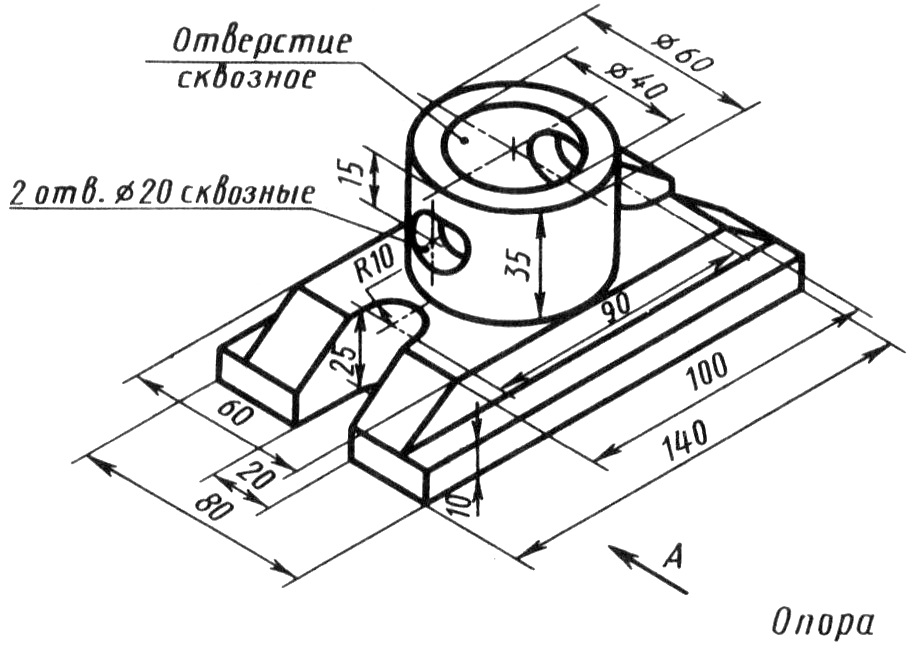 Отверстие
сквозное
⌀60
⌀40
15
2 отв. ⌀20 сквозные
R10
35
90
25
60
100
140
20
80
10
А
Опора